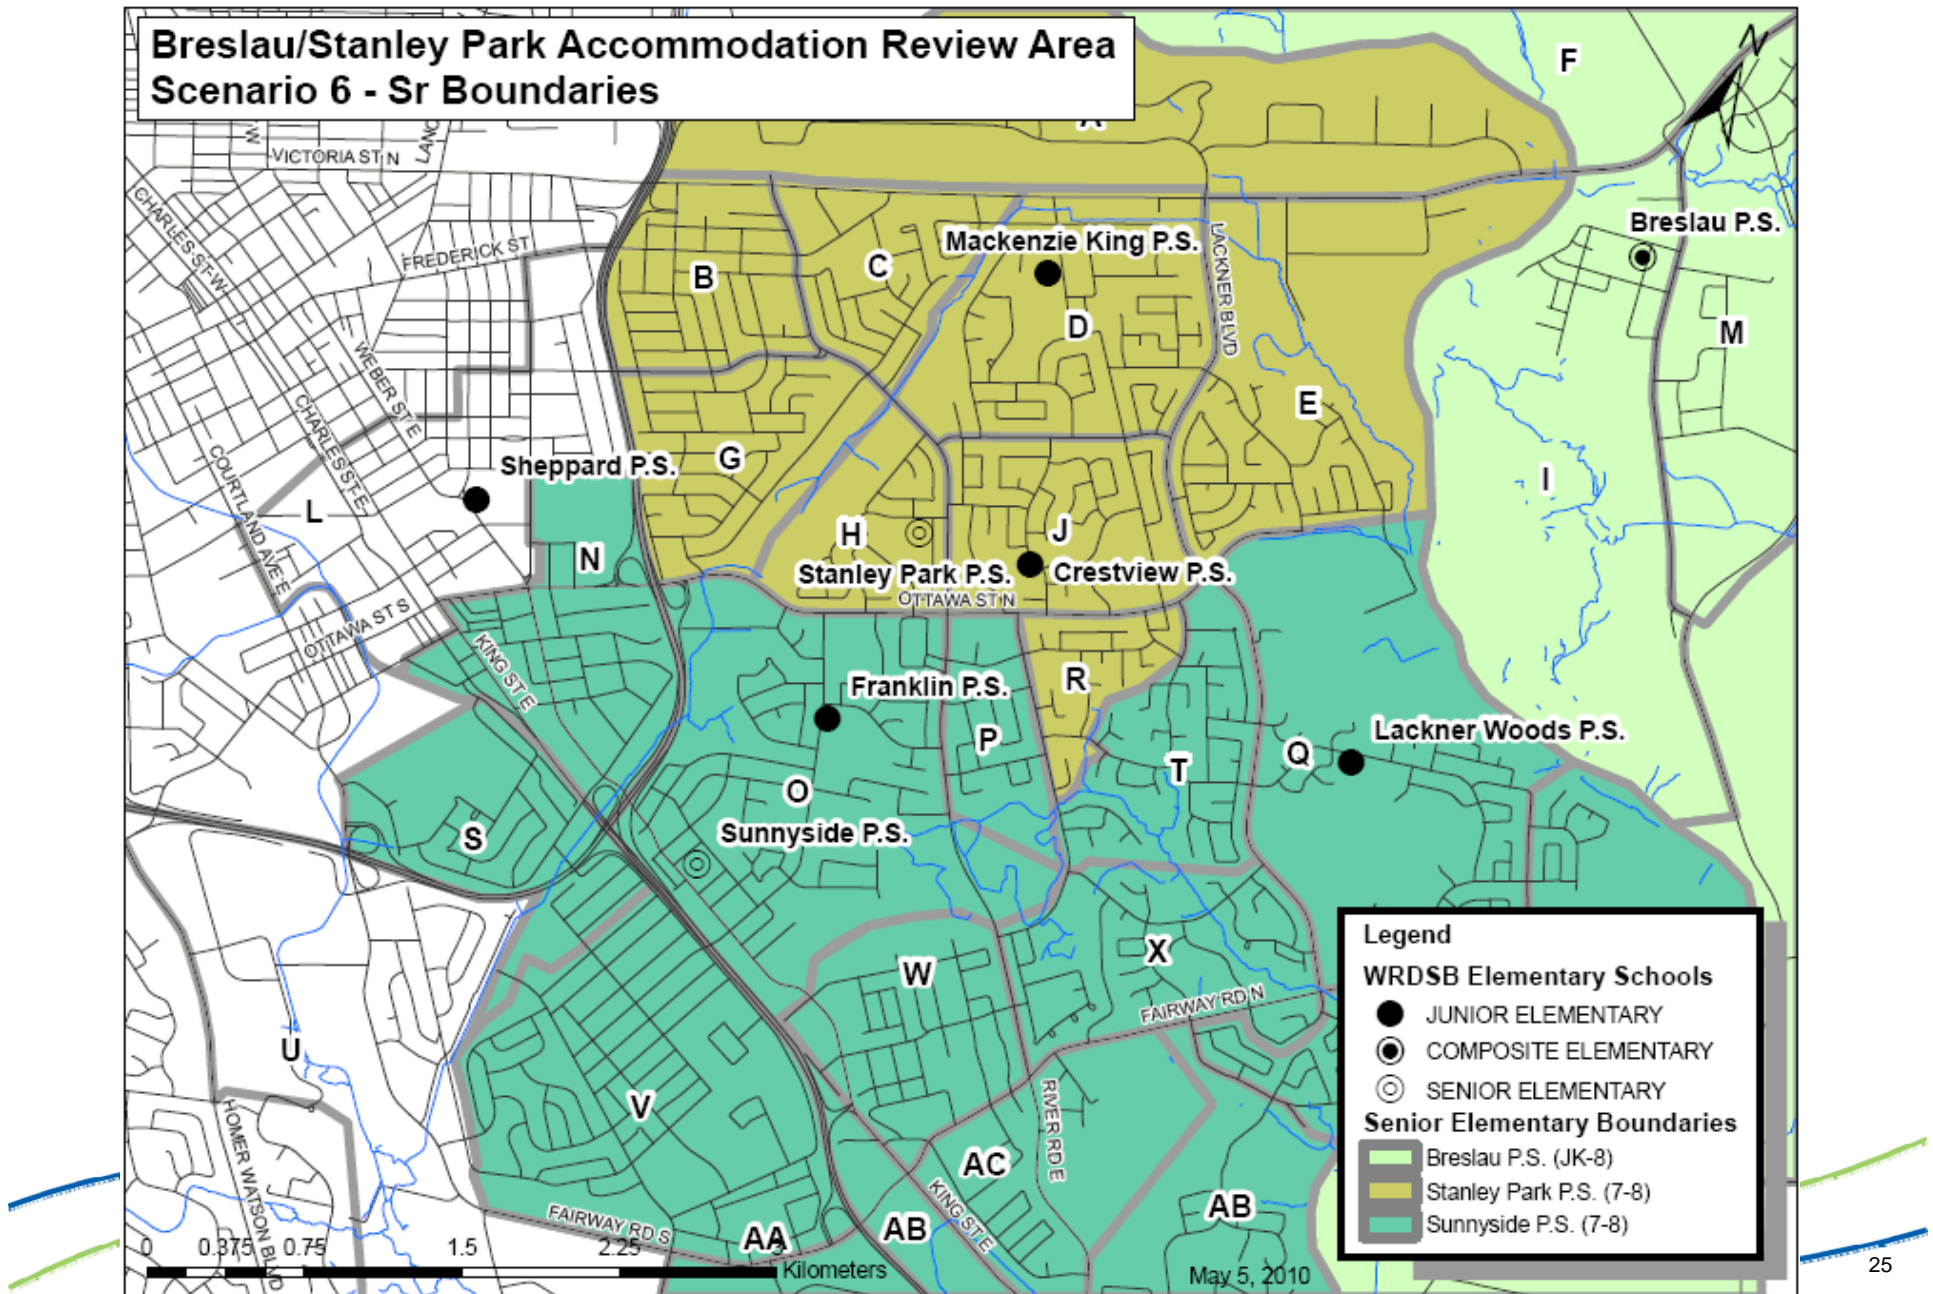 Breslau/Stanley Park Accommodation Review Area
Scenario 6 - Sr Boundaries
F
N
A
W
LANC
VICTORIA ST N
CHARLES ST W
FREDERICK ST
LACKNER BLVD
Breslau P.S.
Mackenzie King P.S.
B
C
D
M
WEBER ST E
CHARLES ST E
E
COURTLAND AVE E
G
Sheppard P.S.
L
I
H
J
N
Stanley Park P.S.
Crestview P.S.
OTTAWA ST N
OTTAWA ST S
KING ST E
Franklin P.S.
R
P
Lackner Woods P.S.
Q
T
O
Sunnyside P.S.
S
W
X
FAIRWAY RD N
U
V
HOMER WATSON BLVD
RIVER RD E
AC
KING ST E
AB
AB
AA
FAIRWAY RD S
Legend
WRDSB Elementary Schools
JUNIOR ELEMENTARY
COMPOSITE ELEMENTARY
SENIOR ELEMENTARY
Senior Elementary Boundaries
Breslau P.S. (JK-8)
Stanley Park P.S. (7-8)
Sunnyside P.S. (7-8)
0 0.375 0.75 1.5 2.25
Kilometers
May 5, 2010
25